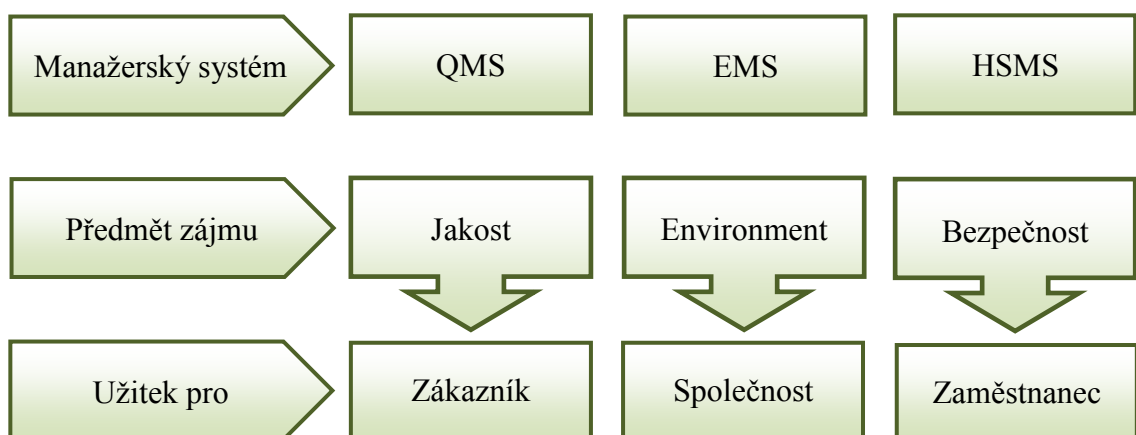 Manažerský systém
QMS
EMS
HSMS
Předmět zájmu
Jakost
Environment
Bezpečnost
Užitek pro
Zákazník
Společnost
Zaměstnanec